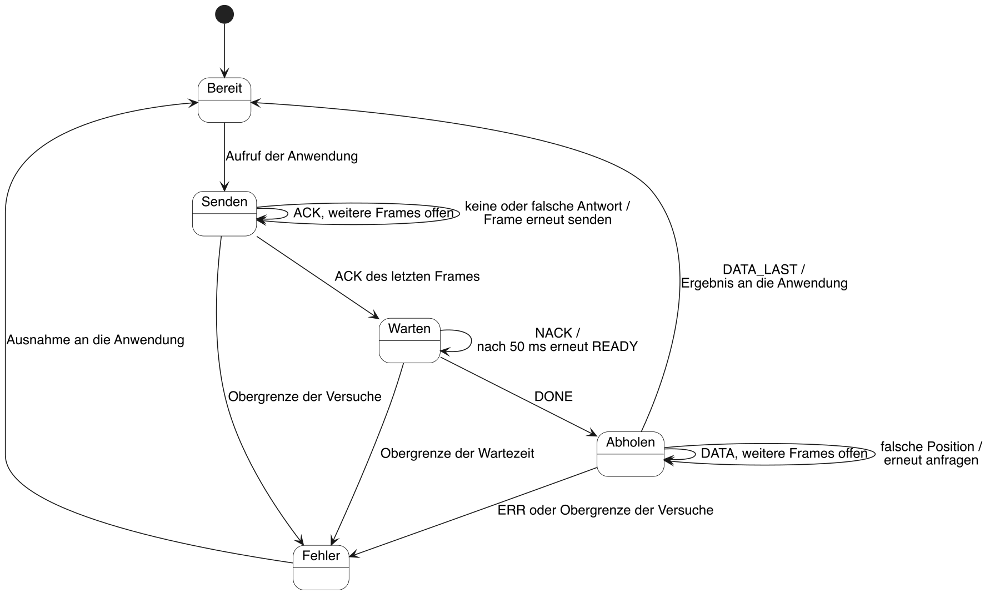 Bereit
Aufruf der Anwendung
Senden
ACK, weitere Frames offen
keine oder falsche Antwort /
Frame erneut senden
ACK des letzten Frames
DATA_LAST /
Ergebnis an die Anwendung
Warten
NACK /
nach 50 ms erneut READY
Ausnahme an die Anwendung
Obergrenze der Versuche
DONE
Abholen
DATA, weitere Frames offen
falsche Position /
erneut anfragen
Obergrenze der Wartezeit
ERR oder Obergrenze der Versuche
Fehler